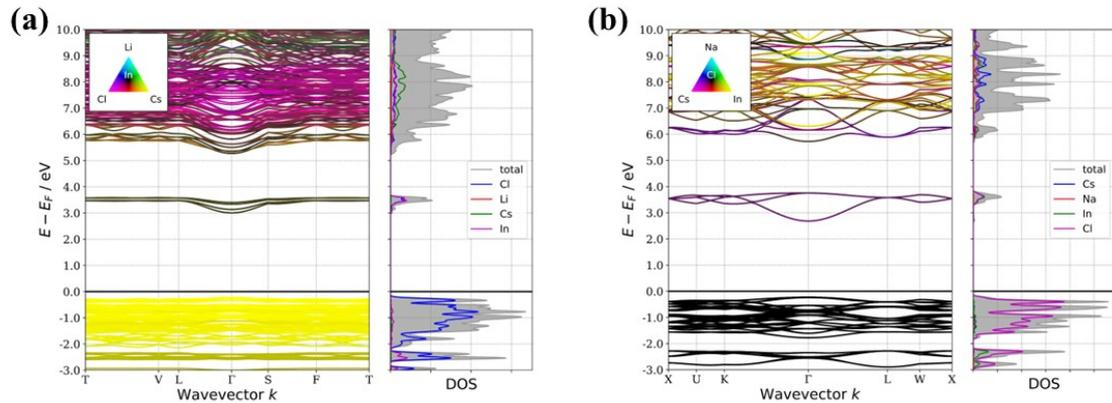 (a)
10.0
9.0
8.0
7.0
6.0
5.0
4.0
3.0
2.0
1.0
0.0
-1.0
-2.0
-3.0
E − E_F / eV
Li
In
Cl
Cs
T
V
L
Γ
S
F
T
Wavevector k
total
Cl
Li
Cs
In
DOS
(b)
10.0
9.0
8.0
7.0
6.0
5.0
4.0
3.0
2.0
1.0
0.0
-1.0
-2.0
-3.0
E − E_F / eV
Na
Cl
Cs
In
X
U
K
Γ
L
W
X
Wavevector k
total
Cs
Na
In
Cl
DOS